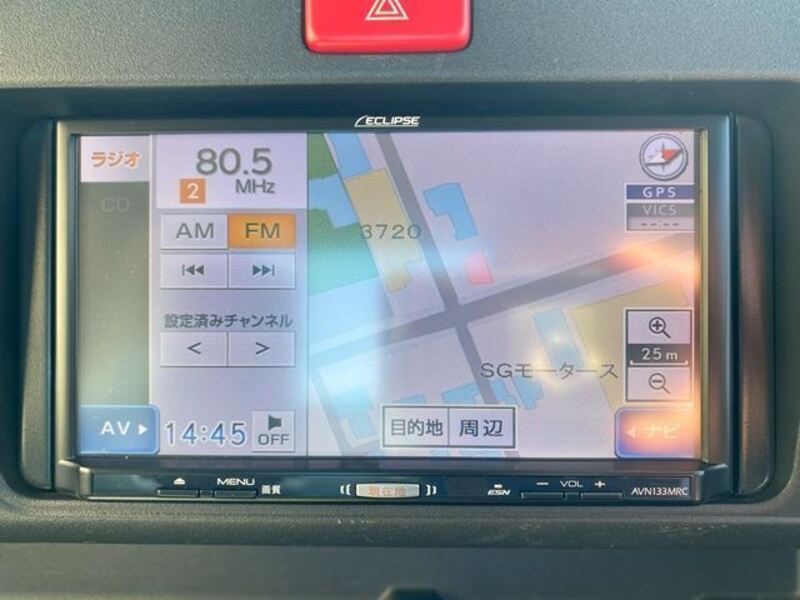 ECLIPSE
ラジオ
CD
80.5
2 MHz
AM FM
設定済みチャンネル
< >
AV
14:45
OFF
3720
SGモータース
目的地 周辺
GPS
VICS
--:--
25m
ナビ
MENU 画質
現在地
ESN
− VOL +
AVN133MRC